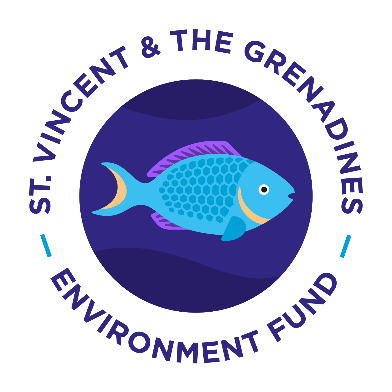 ST. VINCENT & THE GRENADINES
ENVIRONMENT FUND